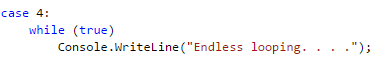 case 4:
while (true)
Console.WriteLine("Endless looping. . . .");